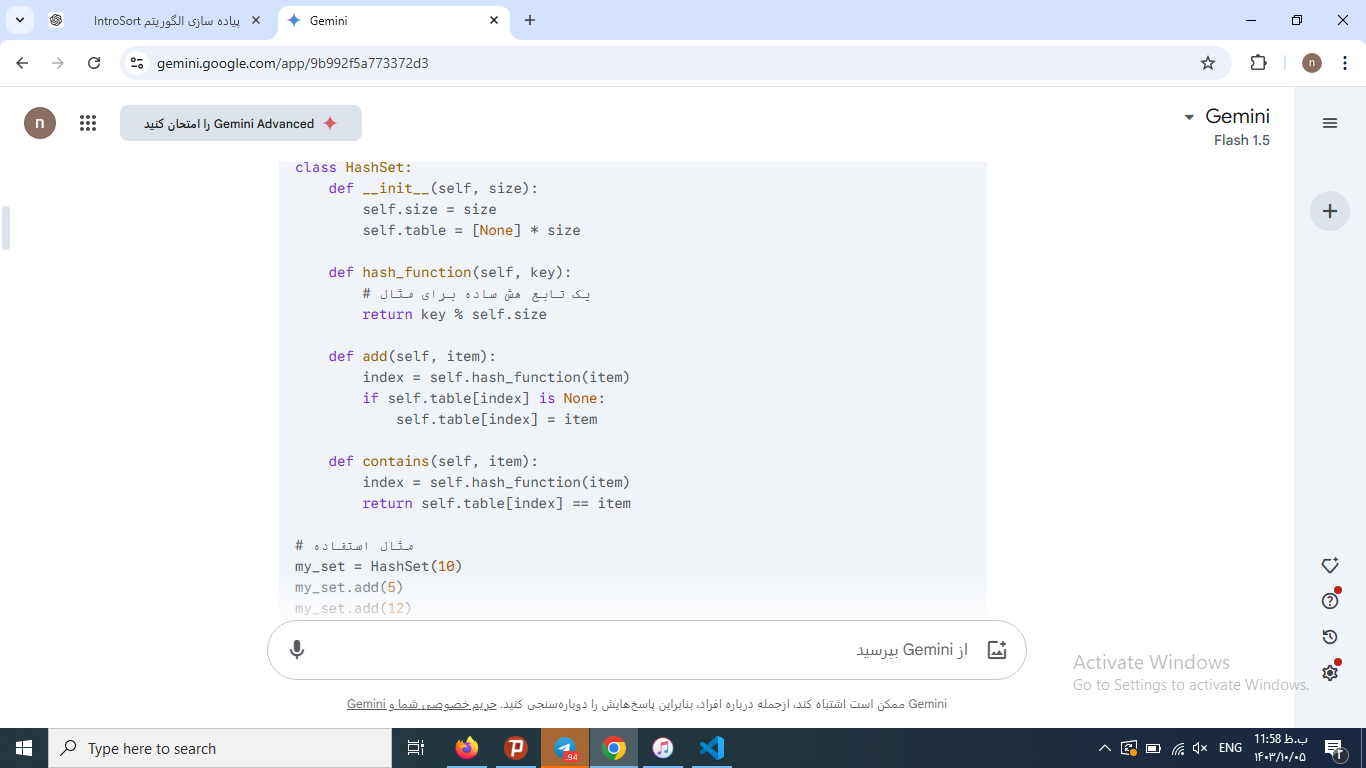 پیاده سازی الگوریتم IntroSort
Gemini
gemini.google.com/app/9b992f5a773372d3
n
n
Gemini Advanced را امتحان کنید
Gemini
Flash 1.5
class HashSet:
    def __init__(self, size):
        self.size = size
        self.table = [None] * size
    def hash_function(self, key):
        # یک تابع هش ساده برای مثال
        return key % self.size
    def add(self, item):
        index = self.hash_function(item)
        if self.table[index] is None:
            self.table[index] = item
    def contains(self, item):
        index = self.hash_function(item)
        return self.table[index] == item
# مثال استفاده
my_set = HashSet(10)
my_set.add(5)
my_set.add(12)
از Gemini بپرسید
Activate Windows
Go to Settings to activate Windows.
Gemini ممکن است اشتباه کند، ازجمله درباره افراد، بنابراین پاسخ‌هایش را دوباره‌سنجی کنید. حریم خصوصی شما و Gemini
Type here to search
94
ENG
ب.ظ 11:58
۱۴۰۳/۱۰/۰۵